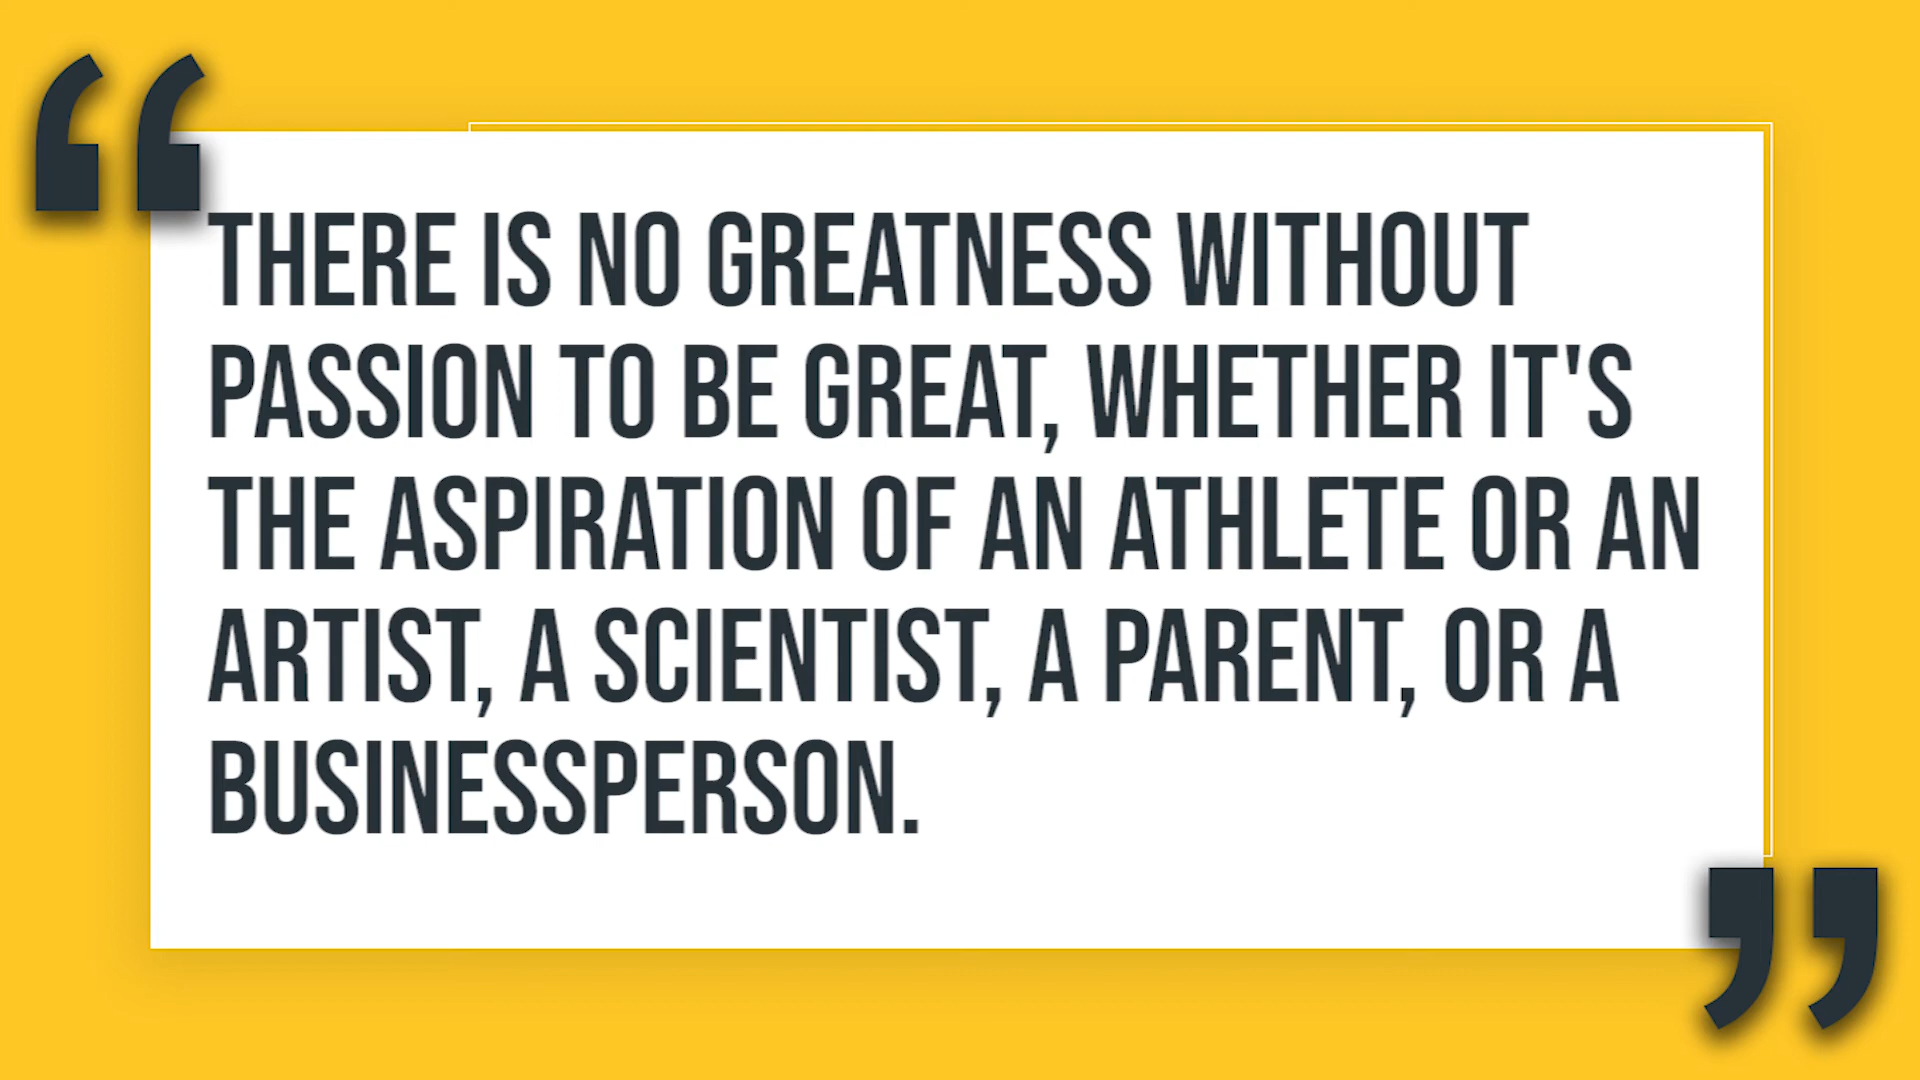 “THERE IS NO GREATNESS WITHOUT
PASSION TO BE GREAT, WHETHER IT'S
THE ASPIRATION OF AN ATHLETE OR AN
ARTIST, A SCIENTIST, A PARENT, OR A
BUSINESSPERSON.”